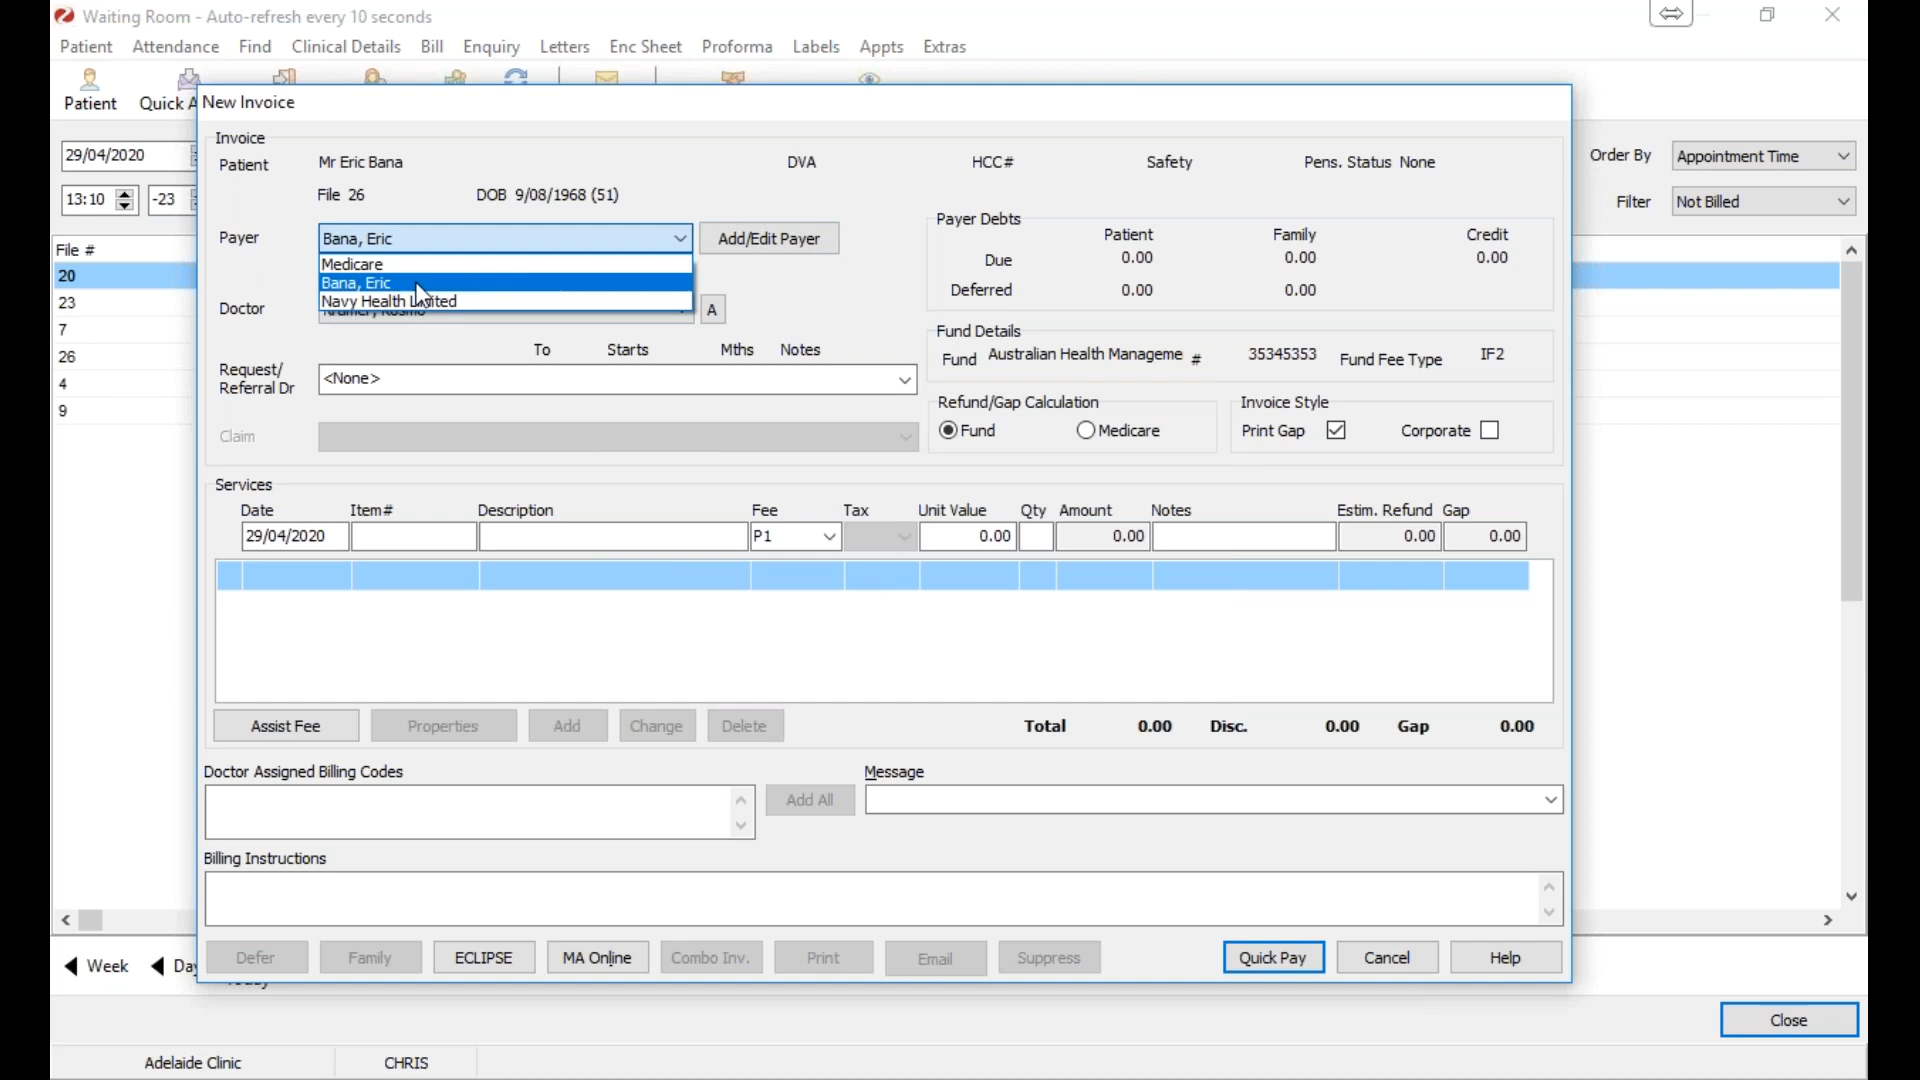 Waiting Room - Auto-refresh every 10 seconds
Patient Attendance Find Clinical Details Bill Enquiry Letters Enc Sheet Proforma Labels Appts Extras
Patient Quick A
New Invoice
29/04/2020
13:10 -23
Order By Appointment Time
Filter Not Billed
File #
20
23
7
26
4
9
Invoice
Patient Mr Eric Bana DVA HCC# Safety Pens. Status None
File 26 DOB 9/08/1968 (51)
Payer Bana, Eric Add/Edit Payer
Medicare
Bana, Eric
Navy Health Limited
Doctor Kramer, Kosmo A
Payer Debts
Patient Family Credit
Due 0.00 0.00 0.00
Deferred 0.00 0.00
To Starts Mths Notes
Request/
Referral Dr <None>
Fund Details
Fund Australian Health Manageme # 35345353 Fund Fee Type IF2
Claim
Refund/Gap Calculation
Fund Medicare
Invoice Style
Print Gap Corporate
Services
Date Item# Description Fee Tax Unit Value Qty Amount Notes Estim. Refund Gap
29/04/2020 P1 0.00 0.00 0.00 0.00
Assist Fee Properties Add Change Delete Total 0.00 Disc. 0.00 Gap 0.00
Doctor Assigned Billing Codes
Add All
Message
Billing Instructions
Defer Family ECLIPSE MA Online Combo Inv. Print Email Suppress Quick Pay Cancel Help
Week Day
Today
Close
Adelaide Clinic CHRIS